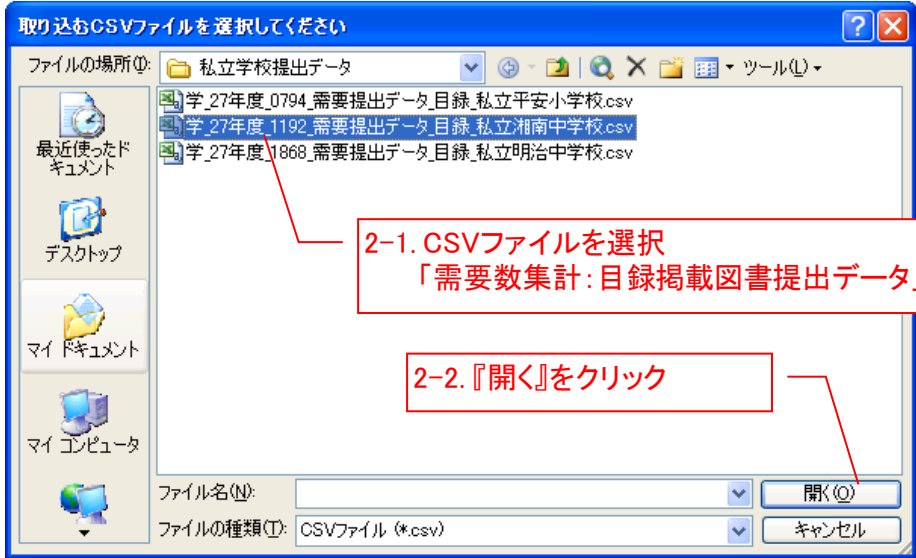 取り込むCSVファイルを選択してください
ファイルの場所(I):
私立学校提出データ
ツール(L)
学_27年度_0794_需要提出データ_目録_私立平安小学校.csv
学_27年度_1192_需要提出データ_目録_私立湘南中学校.csv
学_27年度_1868_需要提出データ_目録_私立明治中学校.csv
最近使ったド
キュメント
デスクトップ
マイ ドキュメント
マイ コンピュータ
2-1.CSVファイルを選択
「需要数集計:目録掲載図書提出データ_
2-2.『開く』をクリック
ファイル名(N):
開く(O)
ファイルの種類(T):
CSVファイル (*.csv)
キャンセル